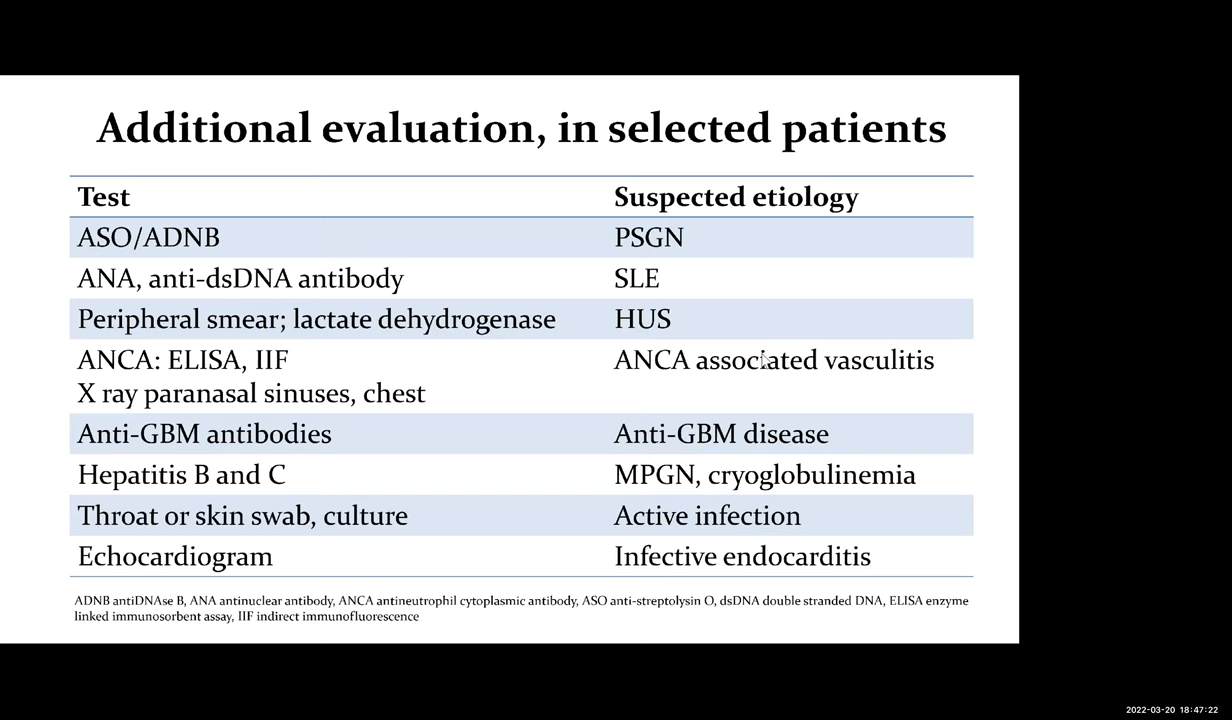 Additional evaluation, in selected patients
Test Suspected etiology
ASO/ADNB PSGN
ANA, anti-dsDNA antibody SLE
Peripheral smear; lactate dehydrogenase HUS
ANCA: ELISA, IIF ANCA associated vasculitis
X ray paranasal sinuses, chest
Anti-GBM antibodies Anti-GBM disease
Hepatitis B and C MPGN, cryoglobulinemia
Throat or skin swab, culture Active infection
Echocardiogram Infective endocarditis
ADNB antiDNAse B, ANA antinuclear antibody, ANCA antineutrophil cytoplasmic antibody, ASO anti-streptolysin O, dsDNA double stranded DNA, ELISA enzyme
linked immunosorbent assay, IIF indirect immunofluorescence
2022-03-20 18:47:22